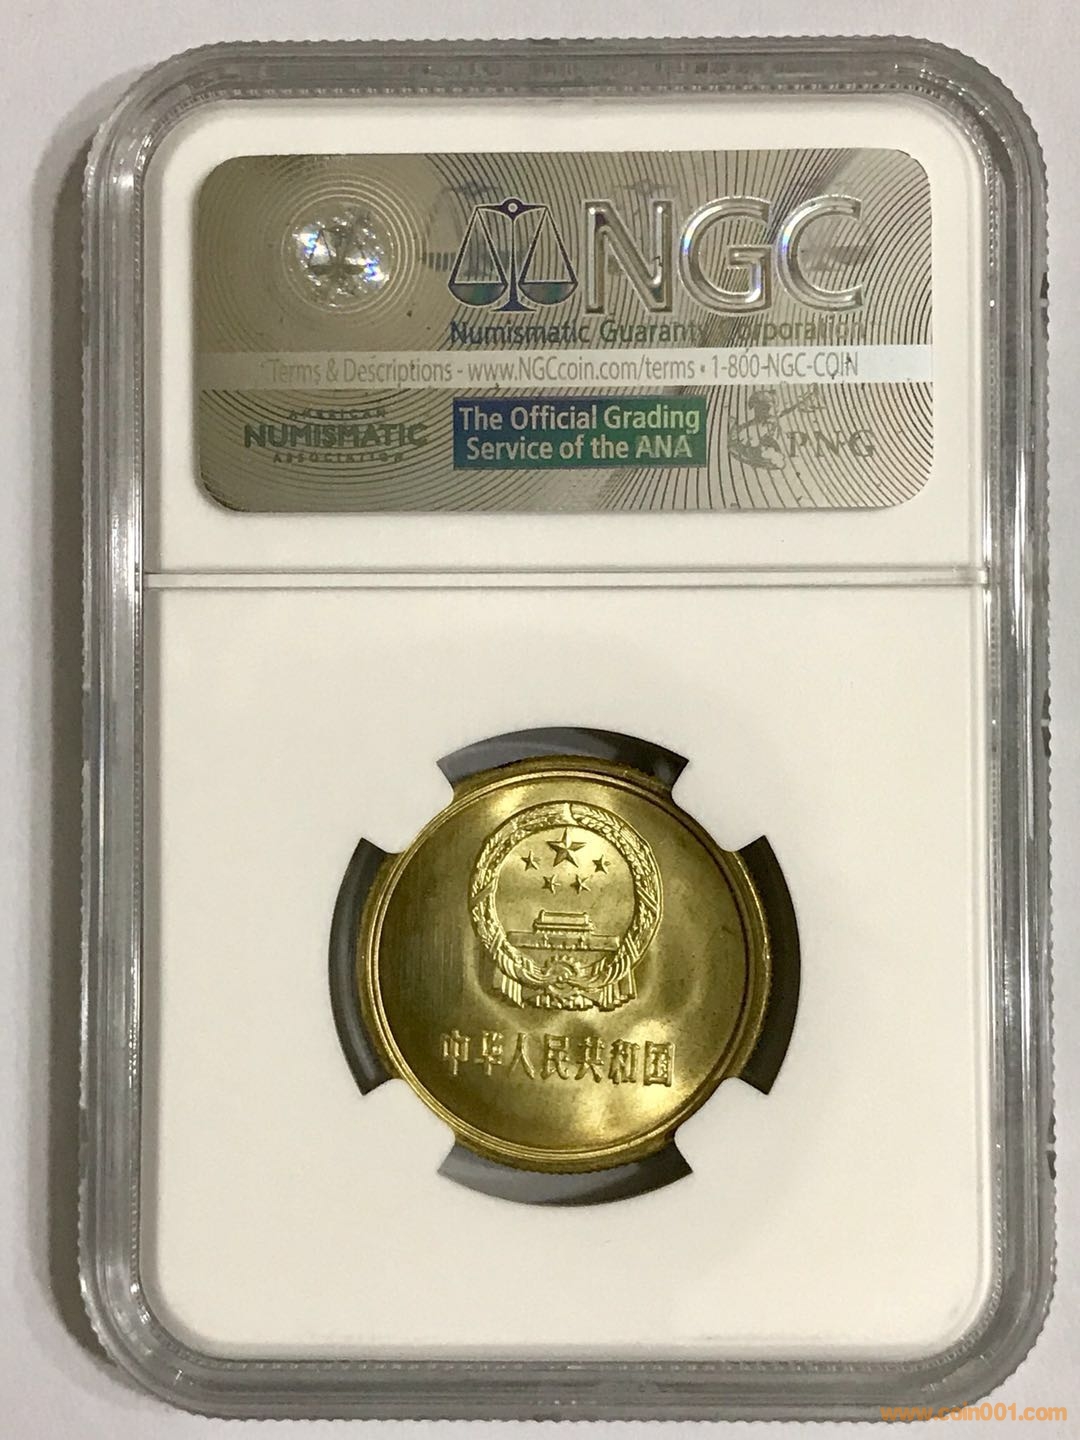 NGC
Numismatic Guaranty Corporation
Terms & Descriptions - www.NGCcoin.com/terms • 1-800-NGC-COIN
AMERICAN
NUMISMATIC
ASSOCIATION
The Official Grading
Service of the ANA
PNG
中华人民共和国
www.coin001.com